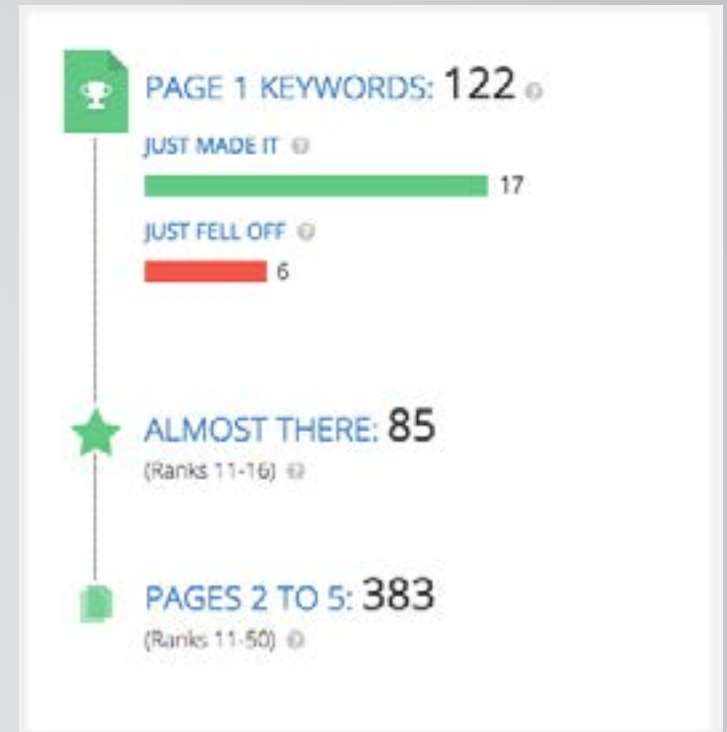 PAGE 1 KEYWORDS: 122
JUST MADE IT
17
JUST FELL OFF
6
ALMOST THERE: 85
(Ranks 11-16)
PAGES 2 TO 5: 383
(Ranks 11-50)